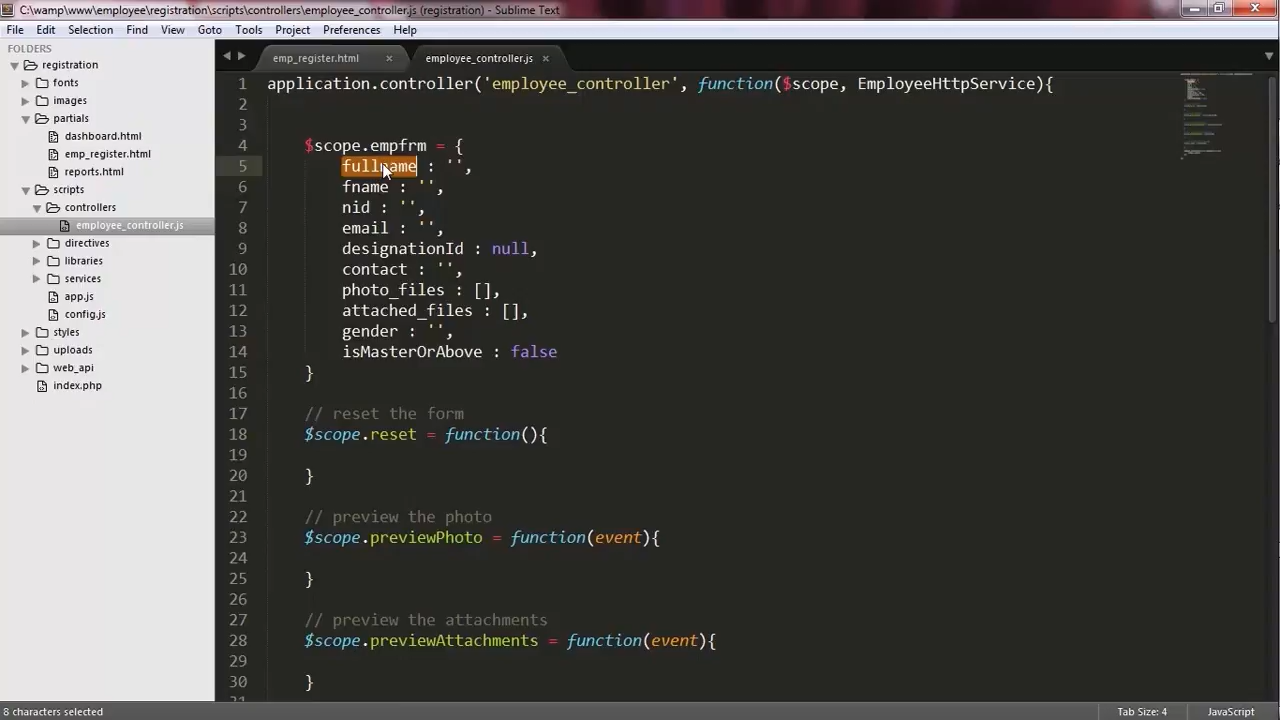 C:\wamp\www\employee\registration\scripts\controllers\employee_controller.js (registration) - Sublime Text
File Edit Selection Find View Goto Tools Project Preferences Help
FOLDERS
registration
fonts
images
partials
dashboard.html
emp_register.html
reports.html
scripts
controllers
employee_controller.js
directives
libraries
services
app.js
config.js
styles
uploads
web_api
index.php
emp_register.html × employee_controller.js ×
1 application.controller('employee_controller', function($scope, EmployeeHttpService){
2
3
4 $scope.empfrm = {
5 fullname : '',
6 fname : '',
7 nid : '',
8 email : '',
9 designationId : null,
10 contact : '',
11 photo_files : [],
12 attached_files : [],
13 gender : '',
14 isMasterOrAbove : false
15 }
16
17 // reset the form
18 $scope.reset = function(){
19
20 }
21
22 // preview the photo
23 $scope.previewPhoto = function(event){
24
25 }
26
27 // preview the attachments
28 $scope.previewAttachments = function(event){
29
30 }
8 characters selected Tab Size: 4 JavaScript